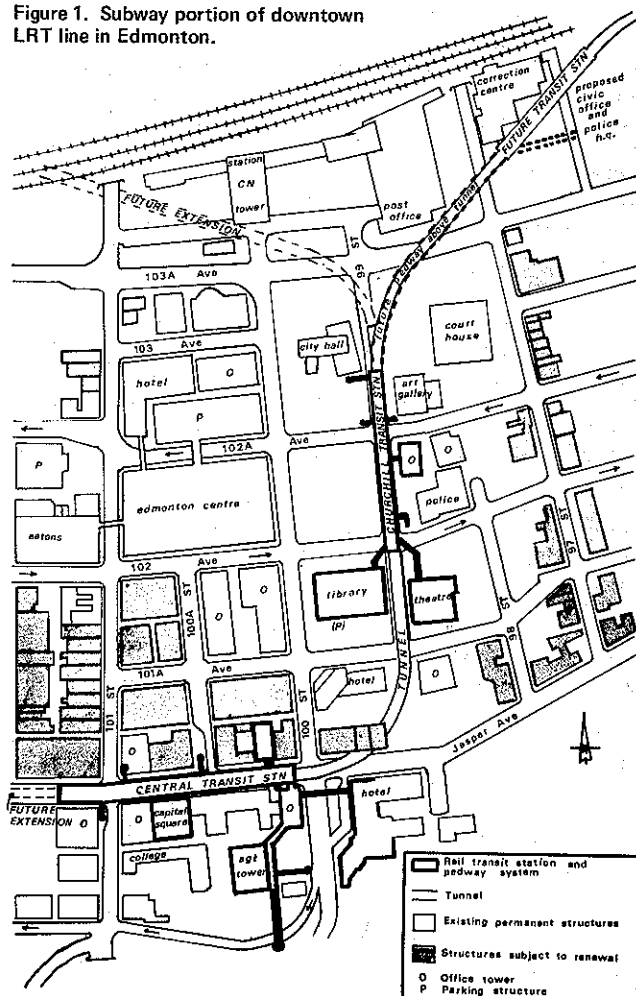 Figure 1. Subway portion of downtown
LRT line in Edmonton.
correction
centre
FUTURE TRANSIT STN
proposed
civic
office
and
police
h.q.
station
CN
tower
post
office
FUTURE EXTENSION
future pedway above tunnel
ST
99
103A Ave
103 Ave
city hall
court
house
hotel
O
art
gallery
P
102A Ave
CHURCHILL TRANSIT STN
O
O
P
edmonton centre
police
eatons
102 Ave
ST
97
library
(P)
theatre
ST
100A
O
O
ST
98
TUNNEL
101A Ave
hotel
O
ST
101
ST
100
Jasper Ave
O
CENTRAL TRANSIT STN
FUTURE
EXTENSION
O
O
capital
square
O
hotel
college
agt
tower
Rail transit station and
pedway system
Tunnel
Existing permanent structures
Structures subject to renewal
O Office tower
P Parking structure